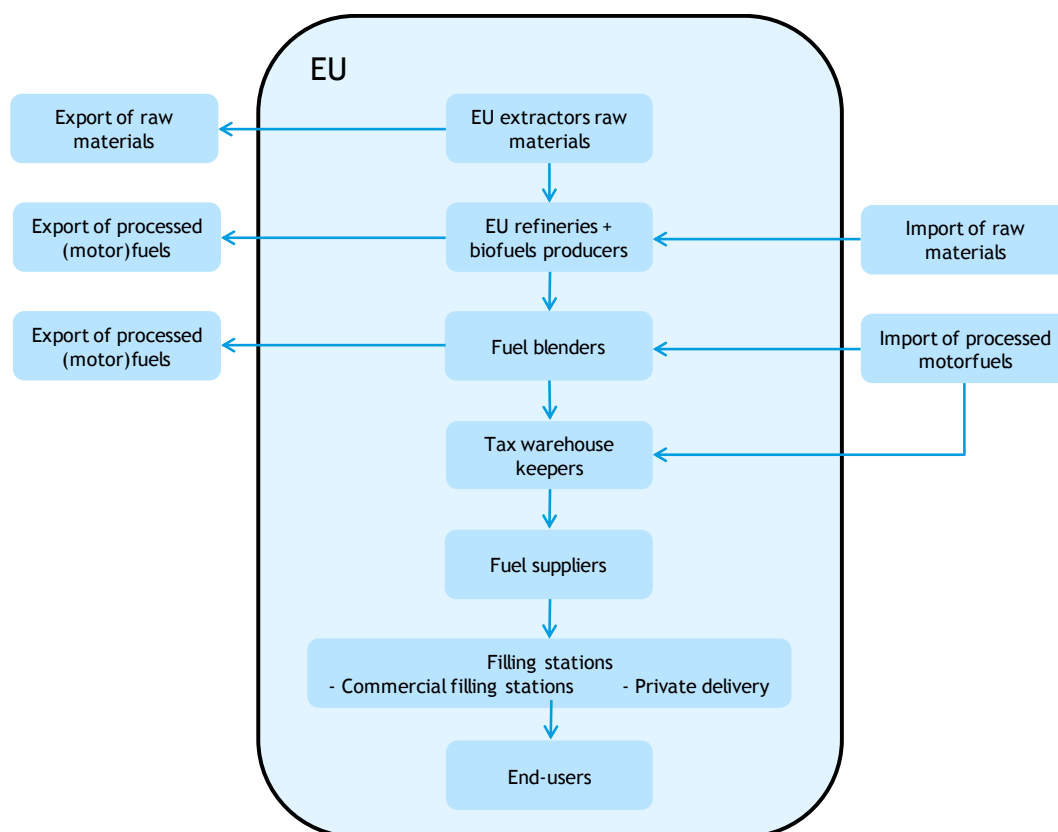 EU
Export of raw
materials
EU extractors raw
materials
Export of processed
(motor)fuels
EU refineries +
biofuels producers
Import of raw
materials
Export of processed
(motor)fuels
Fuel blenders
Import of processed
motorfuels
Tax warehouse
keepers
Fuel suppliers
Filling stations
- Commercial filling stations - Private delivery
End-users